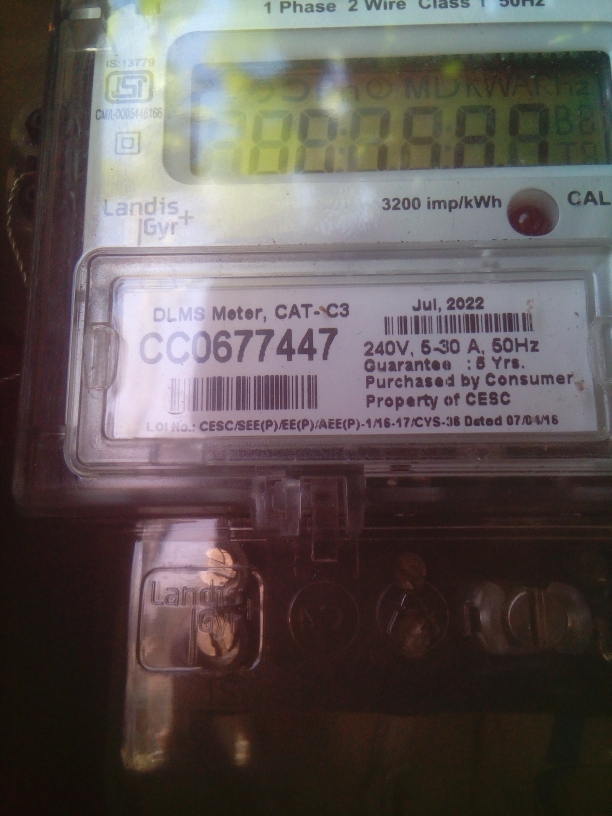 1 Phase 2 Wire Class 1 50Hz
IS:13779
ISI
Landis
Gyr+
3200 imp/kWh
CAL
DLMS Meter, CAT-C3
Jul, 2022
CC0677447
240V, 5-30 A, 50Hz
Guarantee : 5 Yrs.
Purchased by Consumer
Property of CESC
Lot No.: CESC/SEE(P)/EE(P)/AEE(P)-1/16-17/CYS-36 Dated 07/04/16
Landis
Gyr+